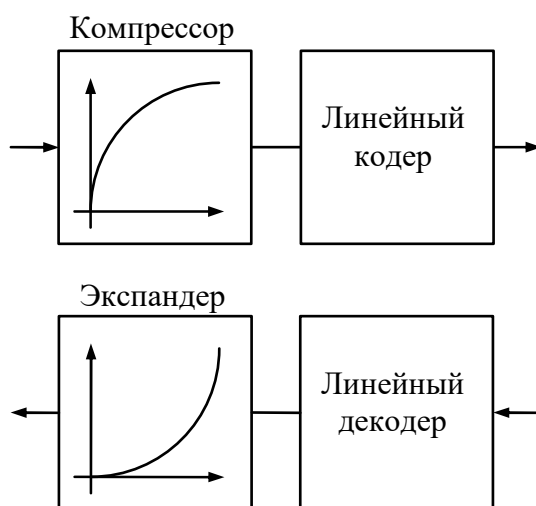 Компрессор
Линейный
кодер
Экспандер
Линейный
декодер